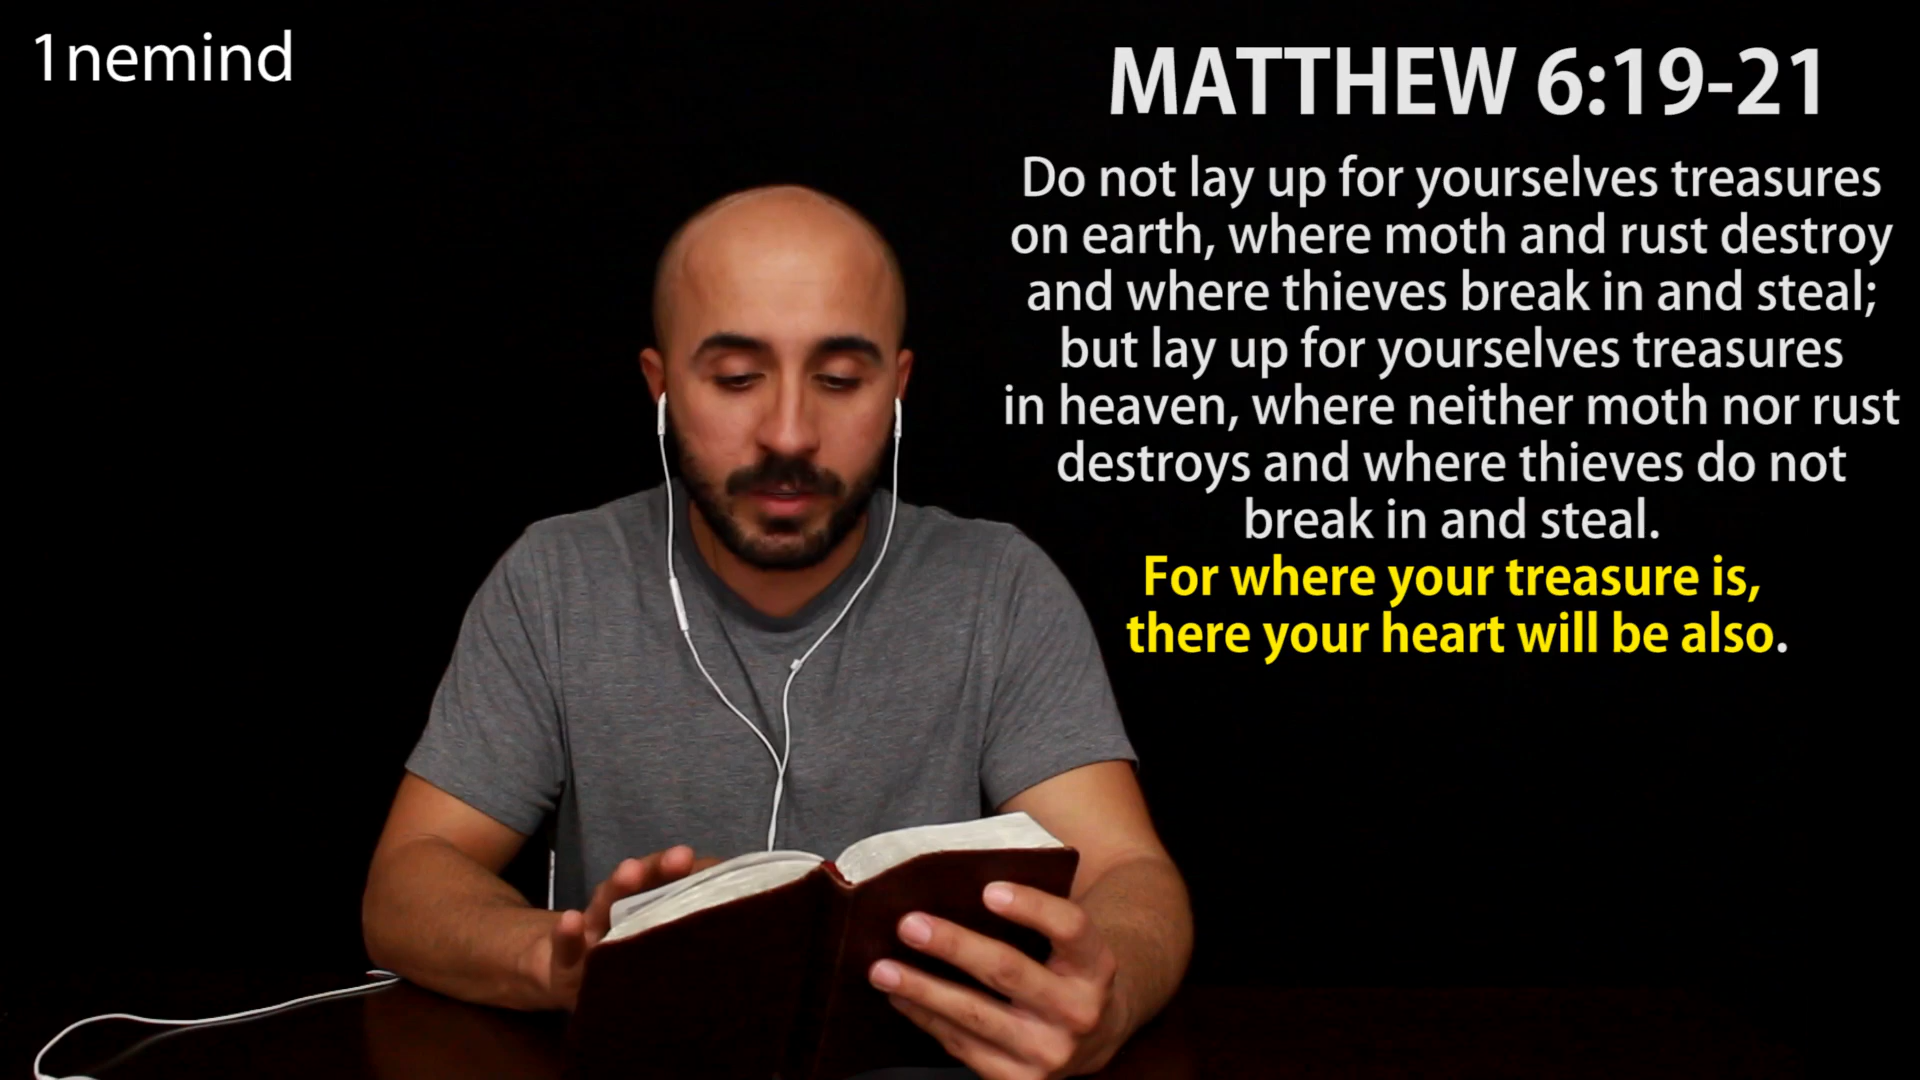 1nemind
MATTHEW 6:19-21
Do not lay up for yourselves treasures
on earth, where moth and rust destroy
and where thieves break in and steal;
but lay up for yourselves treasures
in heaven, where neither moth nor rust
destroys and where thieves do not
break in and steal.
For where your treasure is,
there your heart will be also.